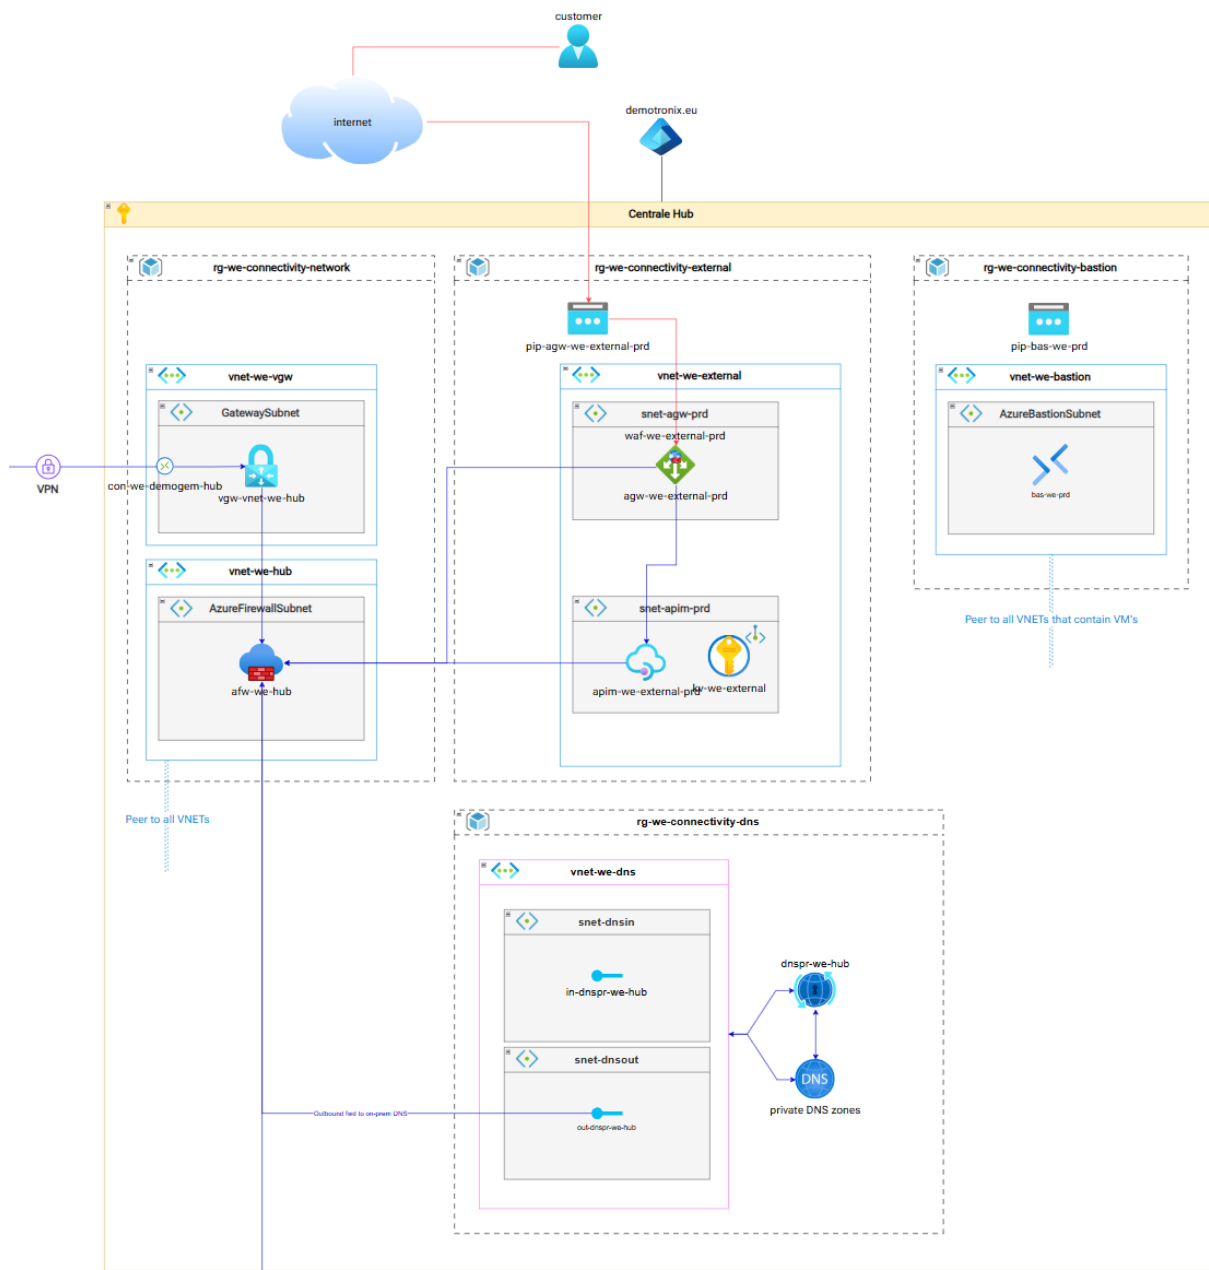 customer
internet
demotronix.eu
Centrale Hub
rg-we-connectivity-network
rg-we-connectivity-external
rg-we-connectivity-bastion
pip-agw-we-external-prd
pip-bas-we-prd
vnet-we-vgw
vnet-we-external
vnet-we-bastion
GatewaySubnet
snet-agw-prd
AzureBastionSubnet
waf-we-external-prd
VPN
con-we-demogem-hub
vgw-vnet-we-hub
agw-we-external-prd
bas-we-prd
vnet-we-hub
AzureFirewallSubnet
snet-apim-prd
Peer to all VNETs that contain VM's
afw-we-hub
apim-we-external-prd
kv-we-external
Peer to all VNETs
rg-we-connectivity-dns
vnet-we-dns
snet-dnsin
in-dnspr-we-hub
dnspr-we-hub
snet-dnsout
DNS
private DNS zones
Outbound fwd to on-prem DNS
out-dnspr-we-hub